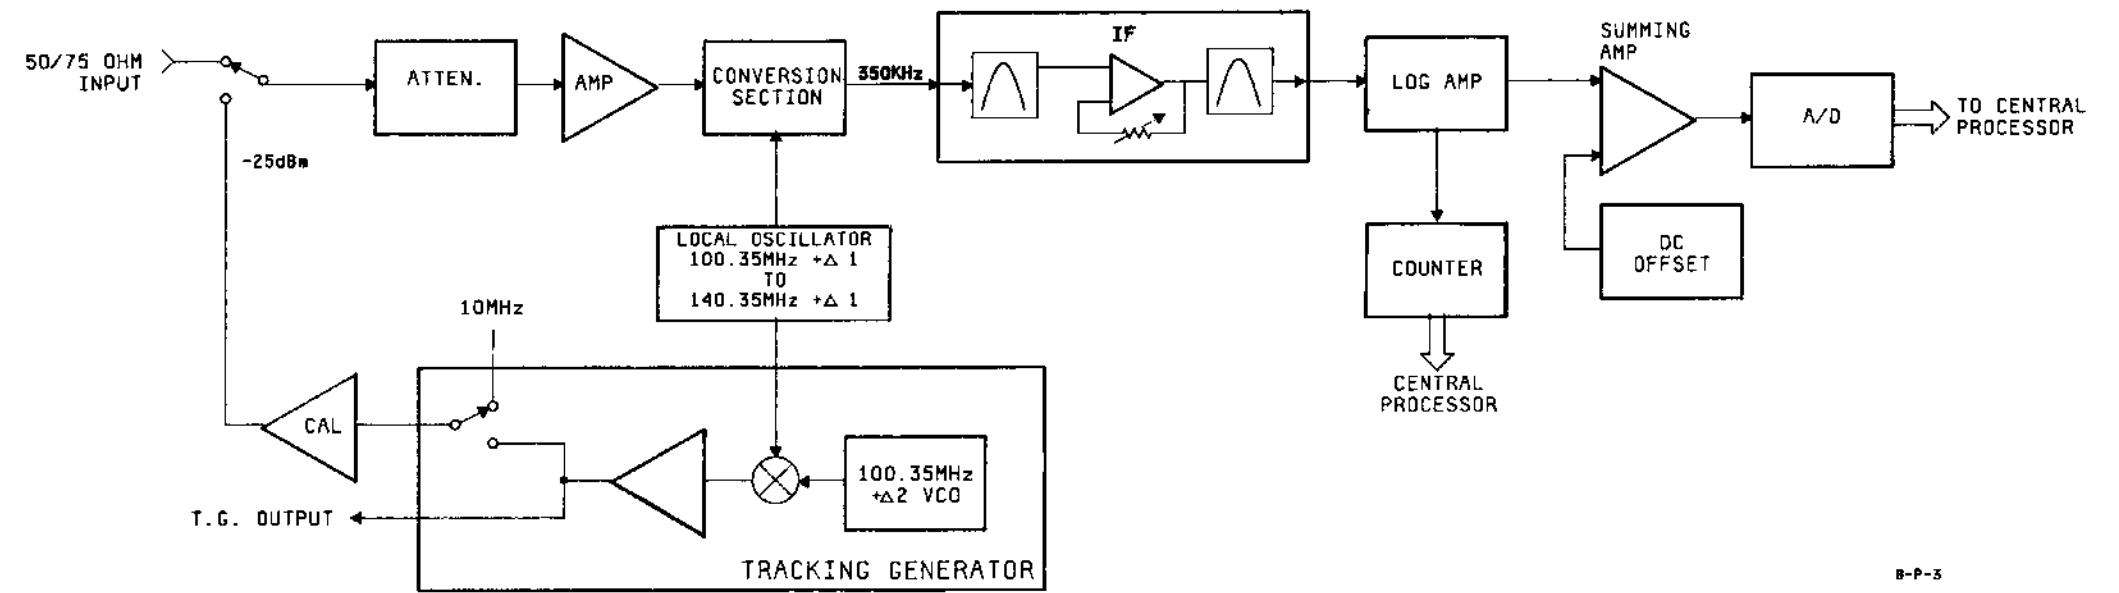 50/75 OHM
INPUT
ATTEN.
AMP
CONVERSION
SECTION
350KHz
IF
LOG AMP
SUMMING
AMP
A/D
TO CENTRAL
PROCESSOR
-25dBm
LOCAL OSCILLATOR
100.35MHz +Δ 1
TO
140.35MHz +Δ 1
COUNTER
DC
OFFSET
10MHz
CENTRAL
PROCESSOR
CAL
100.35MHz
+Δ2 VCO
T.G. OUTPUT
TRACKING GENERATOR
B-P-3